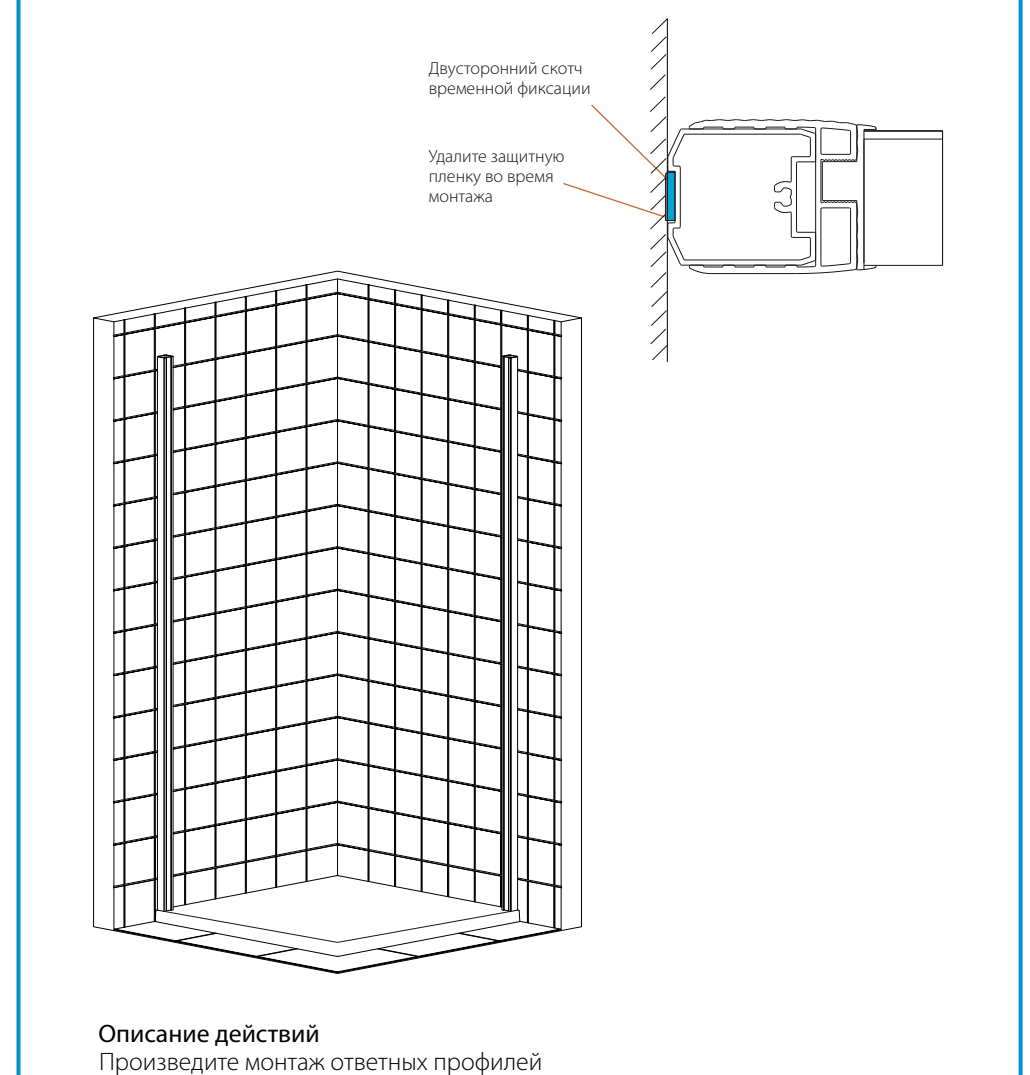 Двусторонний скотч
временной фиксации
Удалите защитную
пленку во время
монтажа
Описание действий
Произведите монтаж ответных профилей